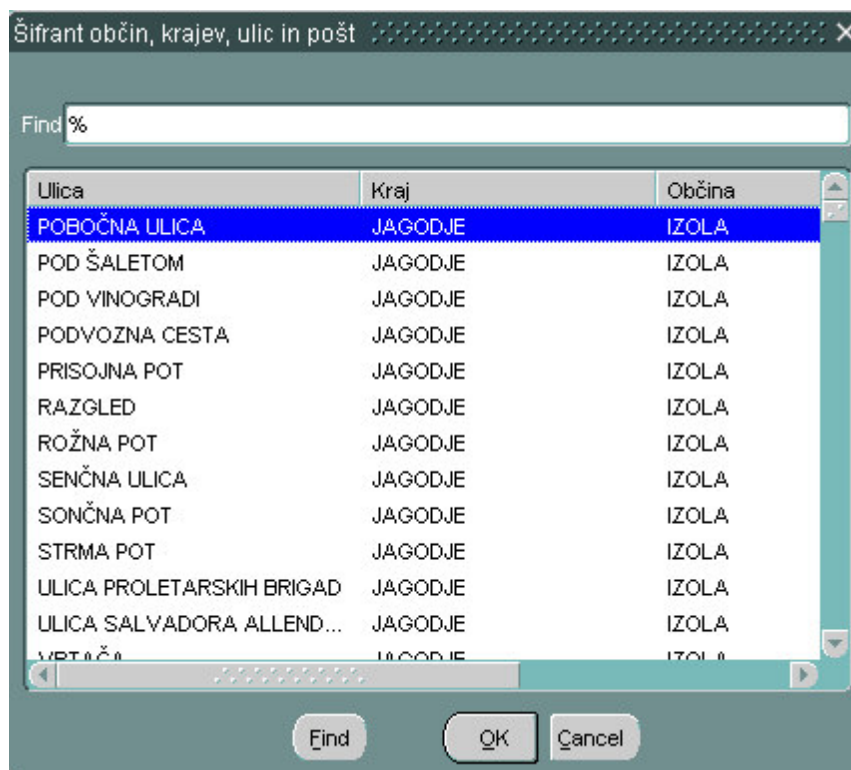 Šifrant občin, krajev, ulic in pošt
Find %
Ulica Kraj Občina
POBOČNA ULICA JAGODJE IZOLA
POD ŠALETOM JAGODJE IZOLA
POD VINOGRADI JAGODJE IZOLA
PODVOZNA CESTA JAGODJE IZOLA
PRISOJNA POT JAGODJE IZOLA
RAZGLED JAGODJE IZOLA
ROŽNA POT JAGODJE IZOLA
SENČNA ULICA JAGODJE IZOLA
SONČNA POT JAGODJE IZOLA
STRMA POT JAGODJE IZOLA
ULICA PROLETARSKIH BRIGAD JAGODJE IZOLA
ULICA SALVADORA ALLEND... JAGODJE IZOLA
VRTAČA JAGODJE IZOLA
Find OK Cancel